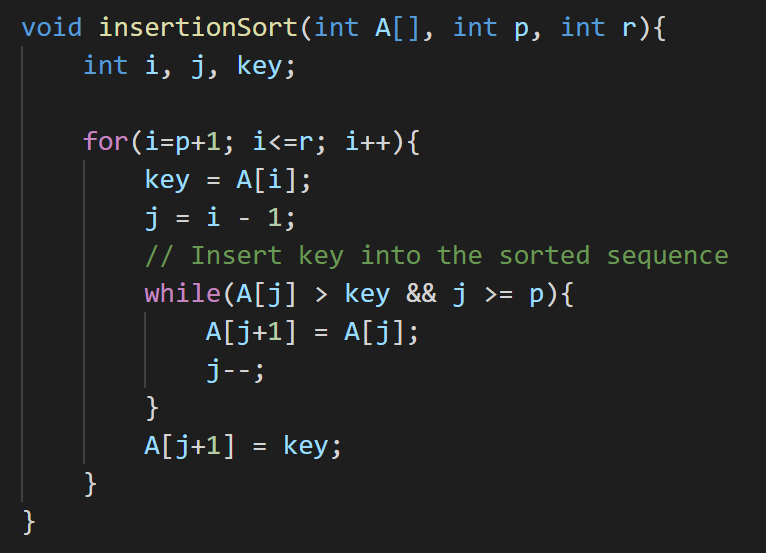 void insertionSort(int A[], int p, int r){
    int i, j, key;

    for(i=p+1; i<=r; i++){
        key = A[i];
        j = i - 1;
        // Insert key into the sorted sequence
        while(A[j] > key && j >= p){
            A[j+1] = A[j];
            j--;
        }
        A[j+1] = key;
    }
}